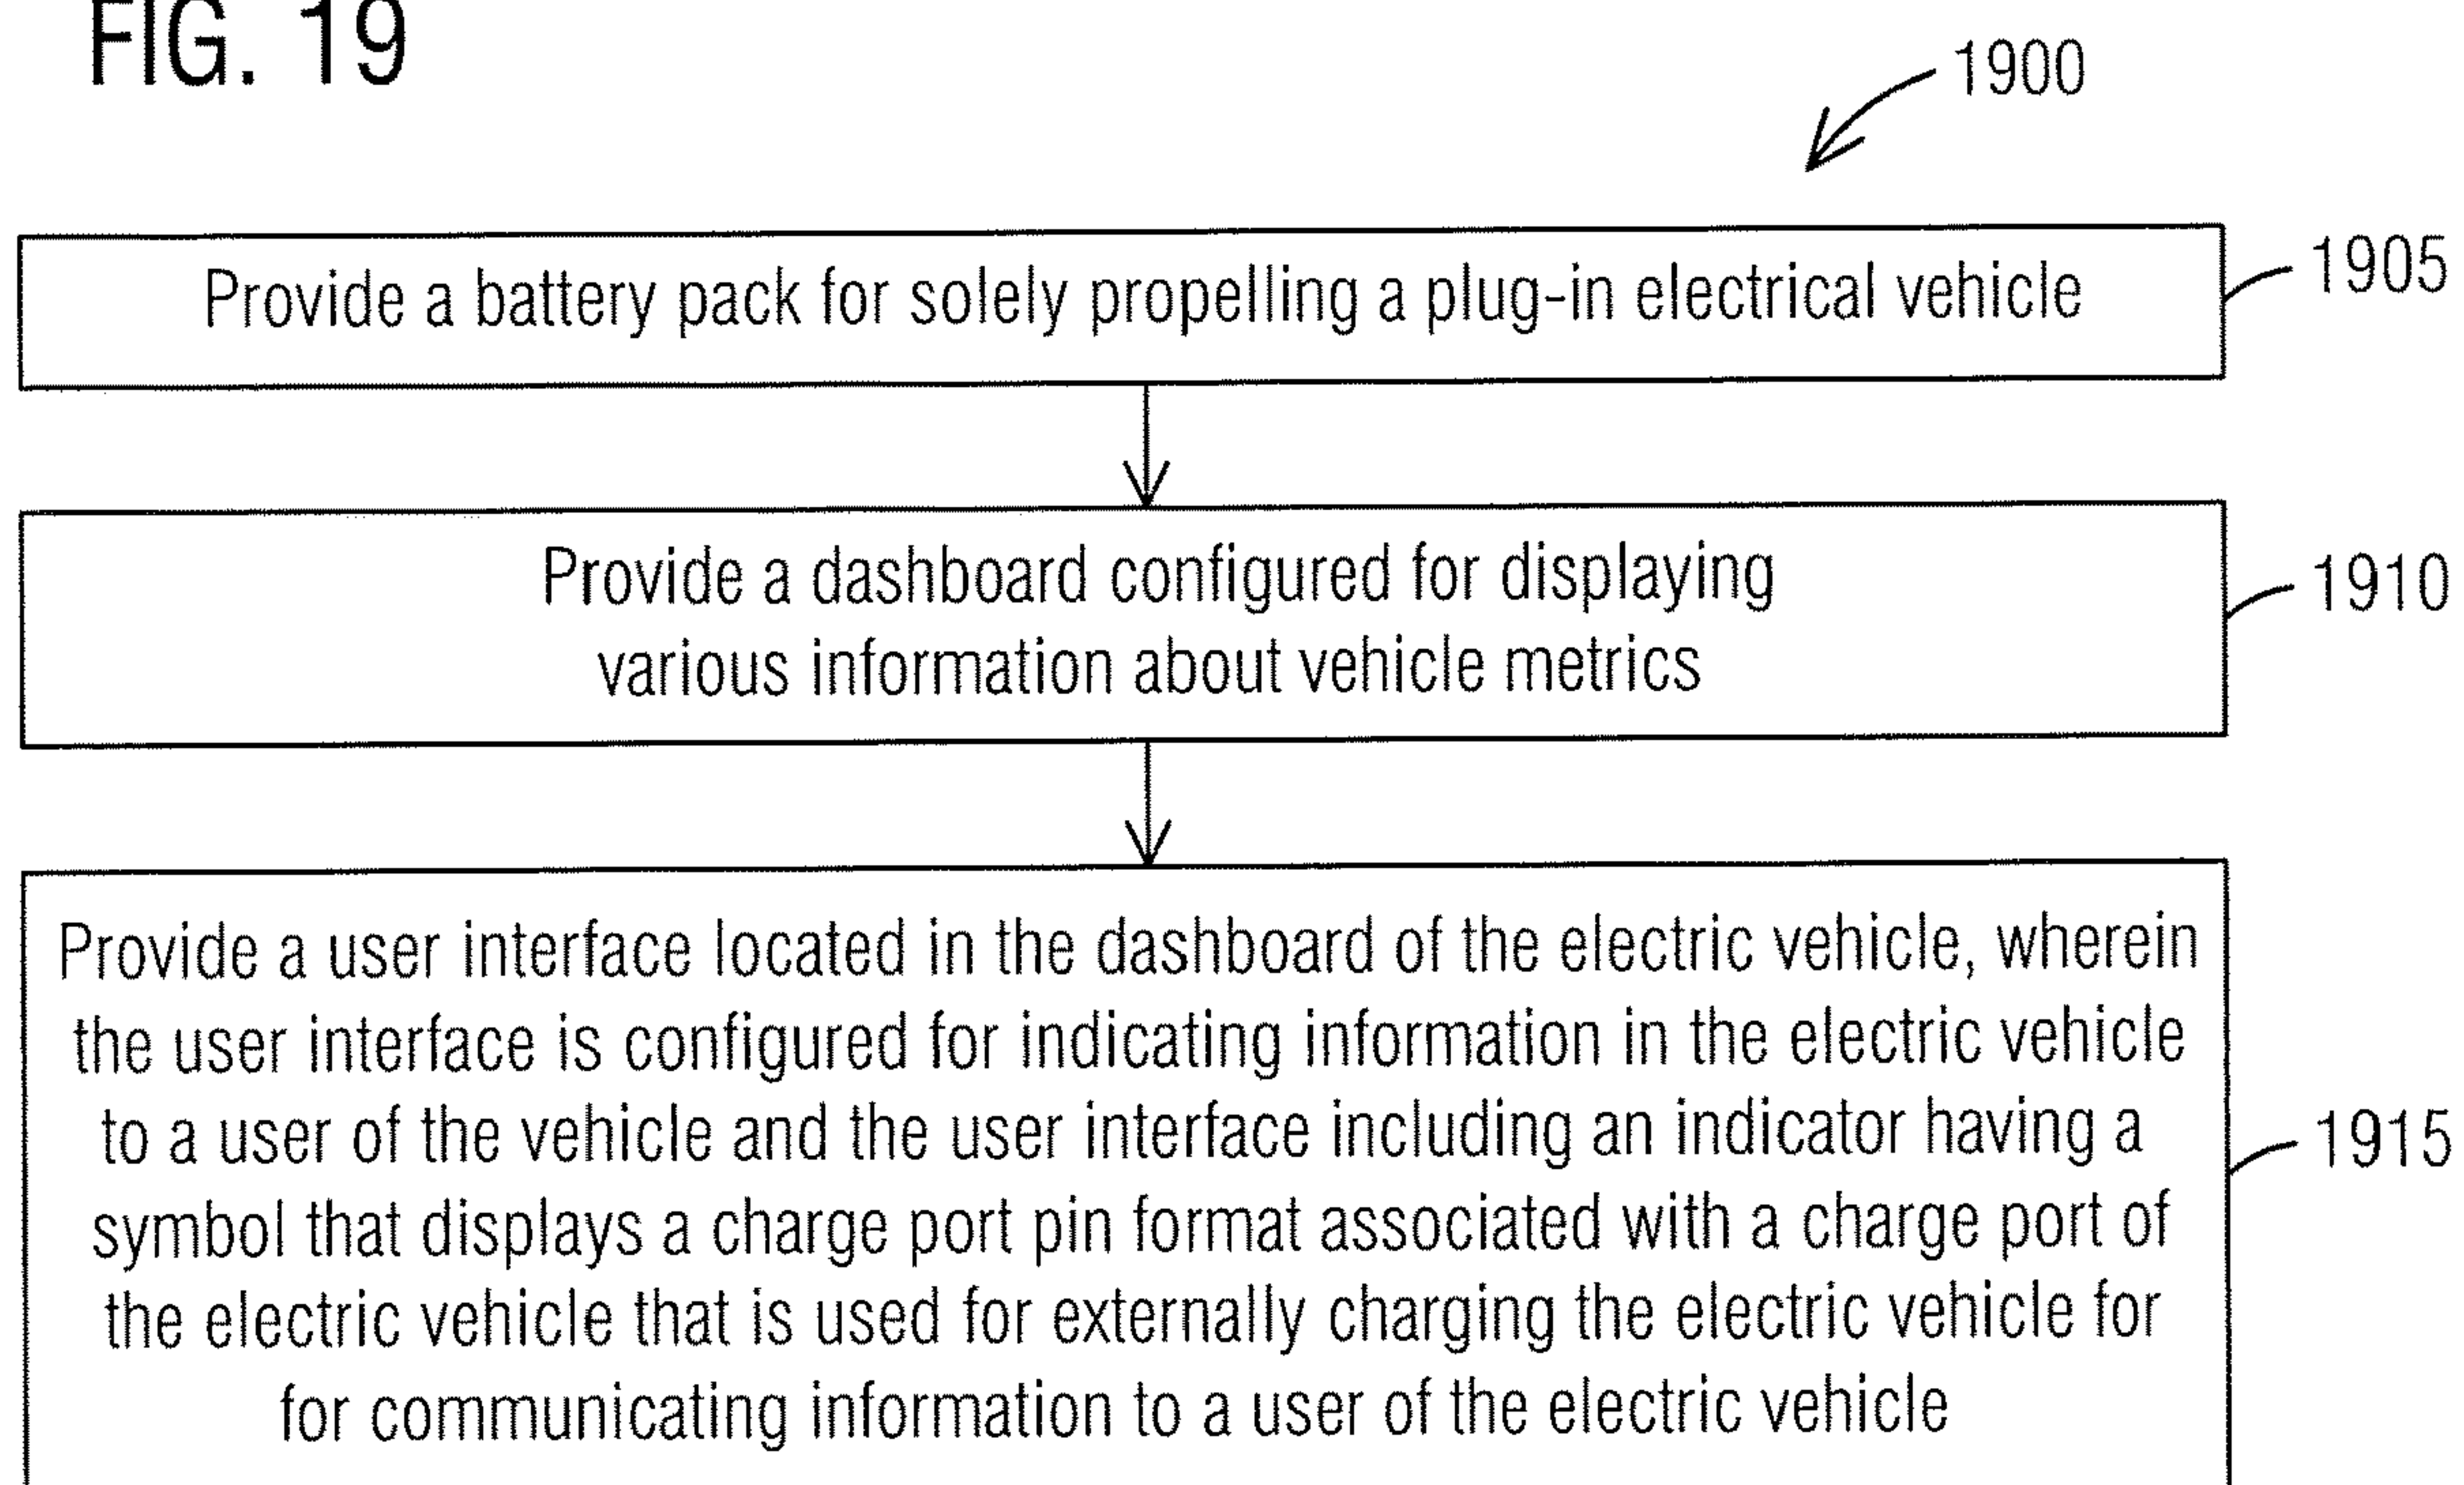 FIG. 19
1900
Provide a battery pack for solely propelling a plug-in electrical vehicle
1905
Provide a dashboard configured for displaying
various information about vehicle metrics
1910
Provide a user interface located in the dashboard of the electric vehicle, wherein
the user interface is configured for indicating information in the electric vehicle
to a user of the vehicle and the user interface including an indicator having a
symbol that displays a charge port pin format associated with a charge port of
the electric vehicle that is used for externally charging the electric vehicle for
for communicating information to a user of the electric vehicle
1915